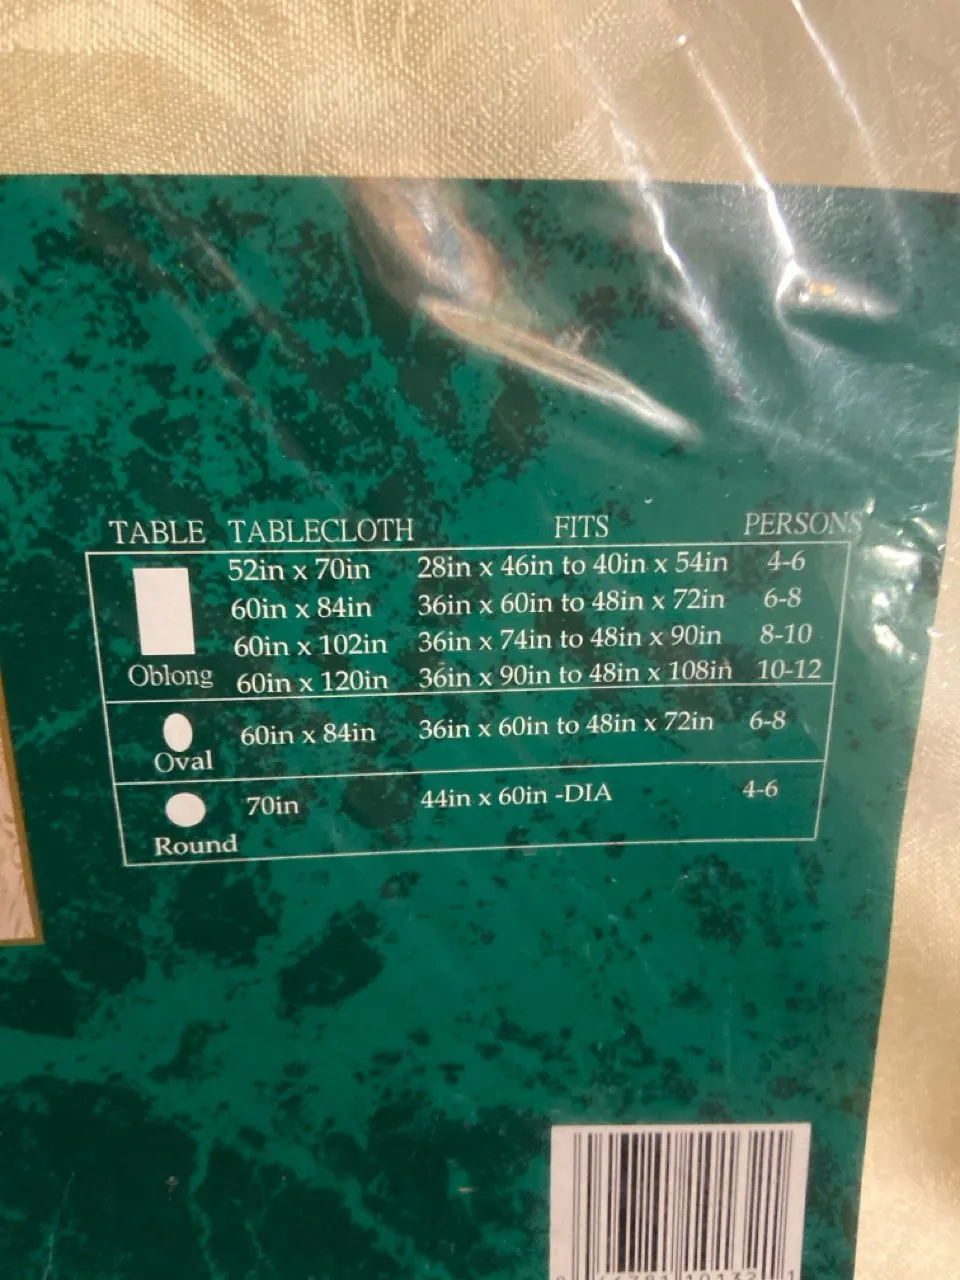 TABLE TABLECLOTH FITS PERSONS
52in x 70in 28in x 46in to 40in x 54in 4-6
60in x 84in 36in x 60in to 48in x 72in 6-8
60in x 102in 36in x 74in to 48in x 90in 8-10
Oblong 60in x 120in 36in x 90in to 48in x 108in 10-12
60in x 84in 36in x 60in to 48in x 72in 6-8
Oval
70in 44in x 60in -DIA 4-6
Round